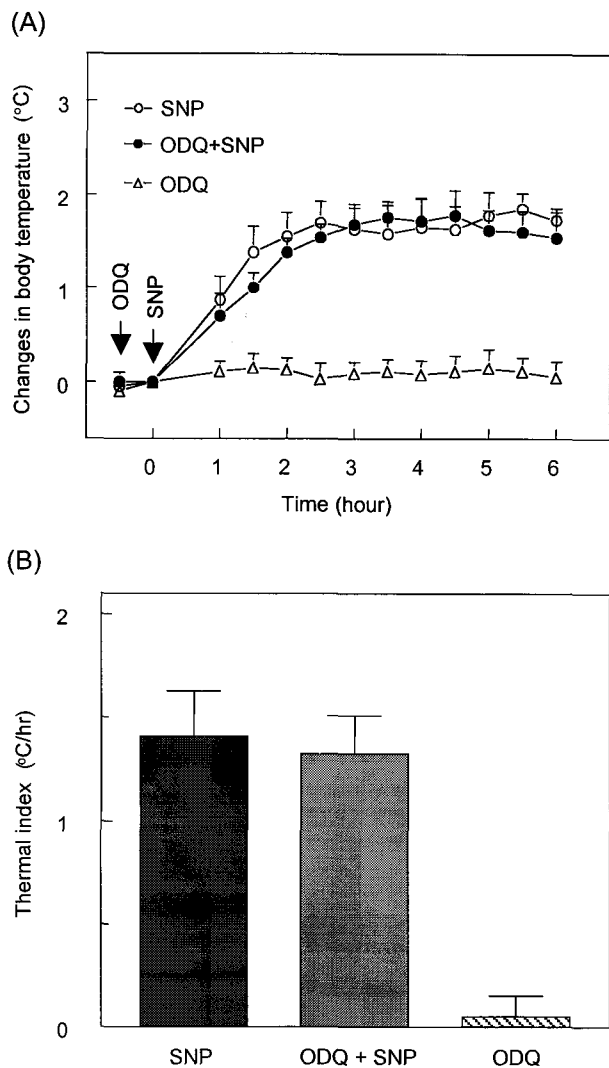 (A)
Changes in body temperature (°C)
3
2
1
0
SNP
ODQ+SNP
ODQ
ODQ
SNP
0 1 2 3 4 5 6
Time (hour)
(B)
Thermal index (°C/hr)
2
1
0
SNP ODQ + SNP ODQ